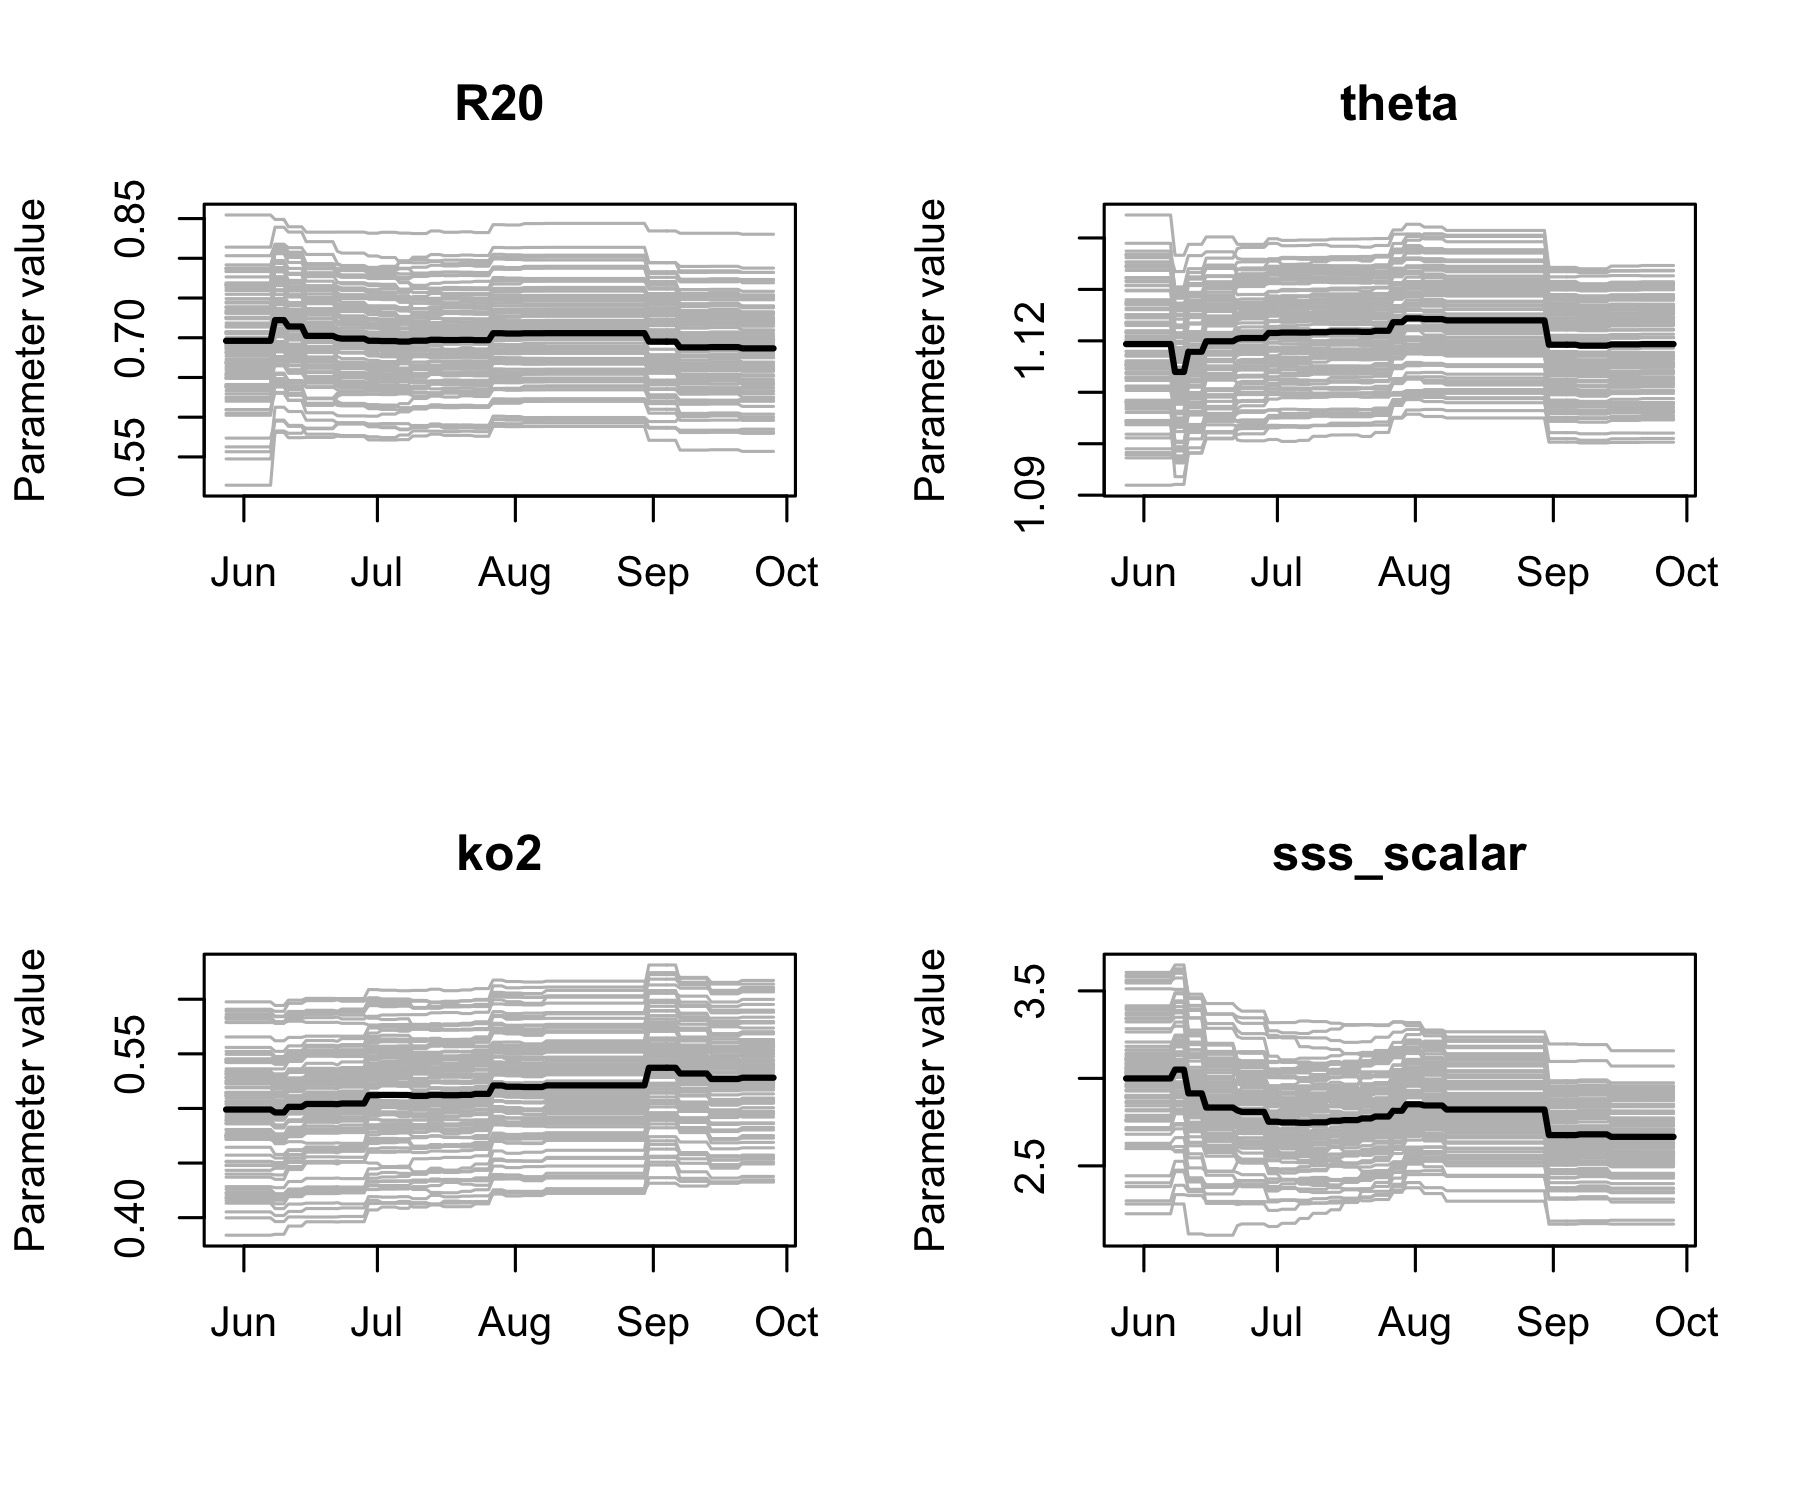 R20
Parameter value
0.55 0.70 0.85
Jun Jul Aug Sep Oct
theta
Parameter value
1.09 1.12
Jun Jul Aug Sep Oct
ko2
Parameter value
0.40 0.55
Jun Jul Aug Sep Oct
sss_scalar
Parameter value
2.5 3.5
Jun Jul Aug Sep Oct